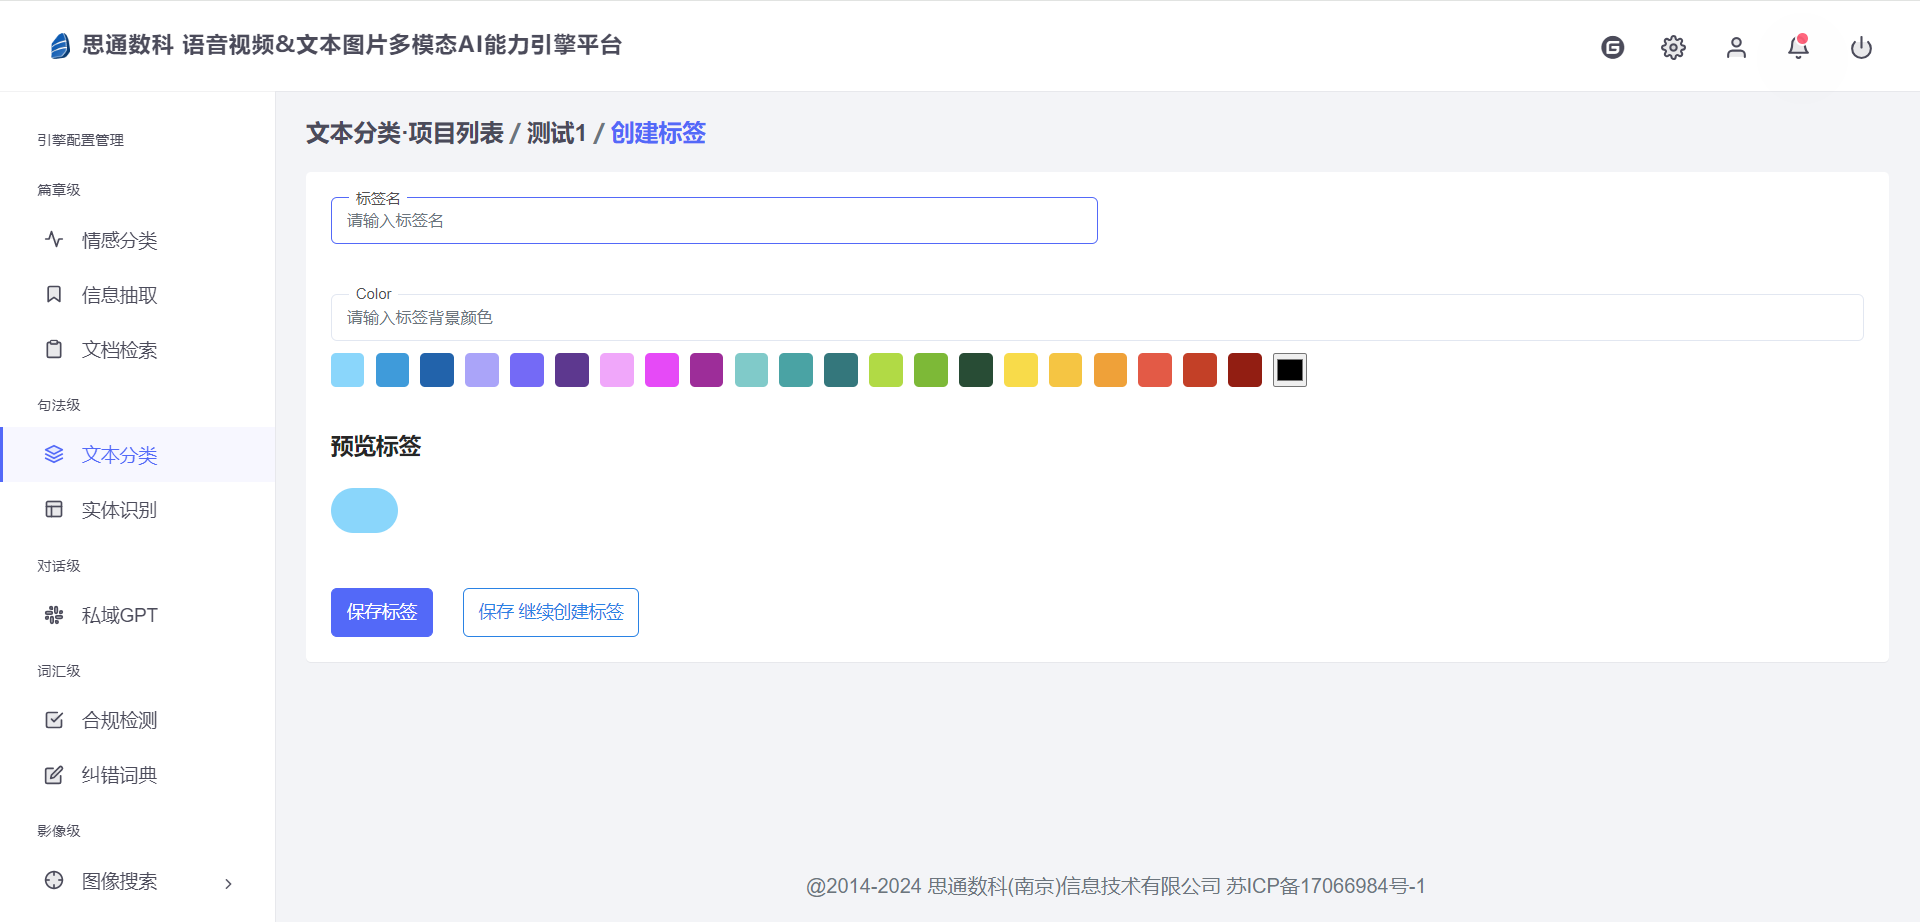 思通数科 语音视频&文本图片多模态AI能力引擎平台
引擎配置管理
篇章级
情感分类
信息抽取
文档检索
句法级
文本分类
实体识别
对话级
私域GPT
词汇级
合规检测
纠错词典
影像级
图像搜索
文本分类·项目列表 / 测试1 / 创建标签
标签名
请输入标签名
Color
请输入标签背景颜色
预览标签
保存标签
保存 继续创建标签
@2014-2024 思通数科(南京)信息技术有限公司 苏ICP备17066984号-1